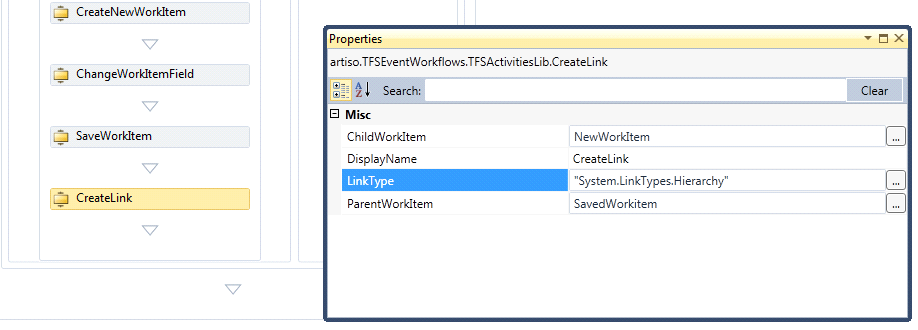 CreateNewWorkItem
ChangeWorkItemField
SaveWorkItem
CreateLink
Properties
artiso.TFSEventWorkflows.TFSActivitiesLib.CreateLink
A Z Search: Clear
Misc
ChildWorkItem NewWorkItem ...
DisplayName CreateLink
LinkType "System.LinkTypes.Hierarchy" ...
ParentWorkItem SavedWorkitem ...